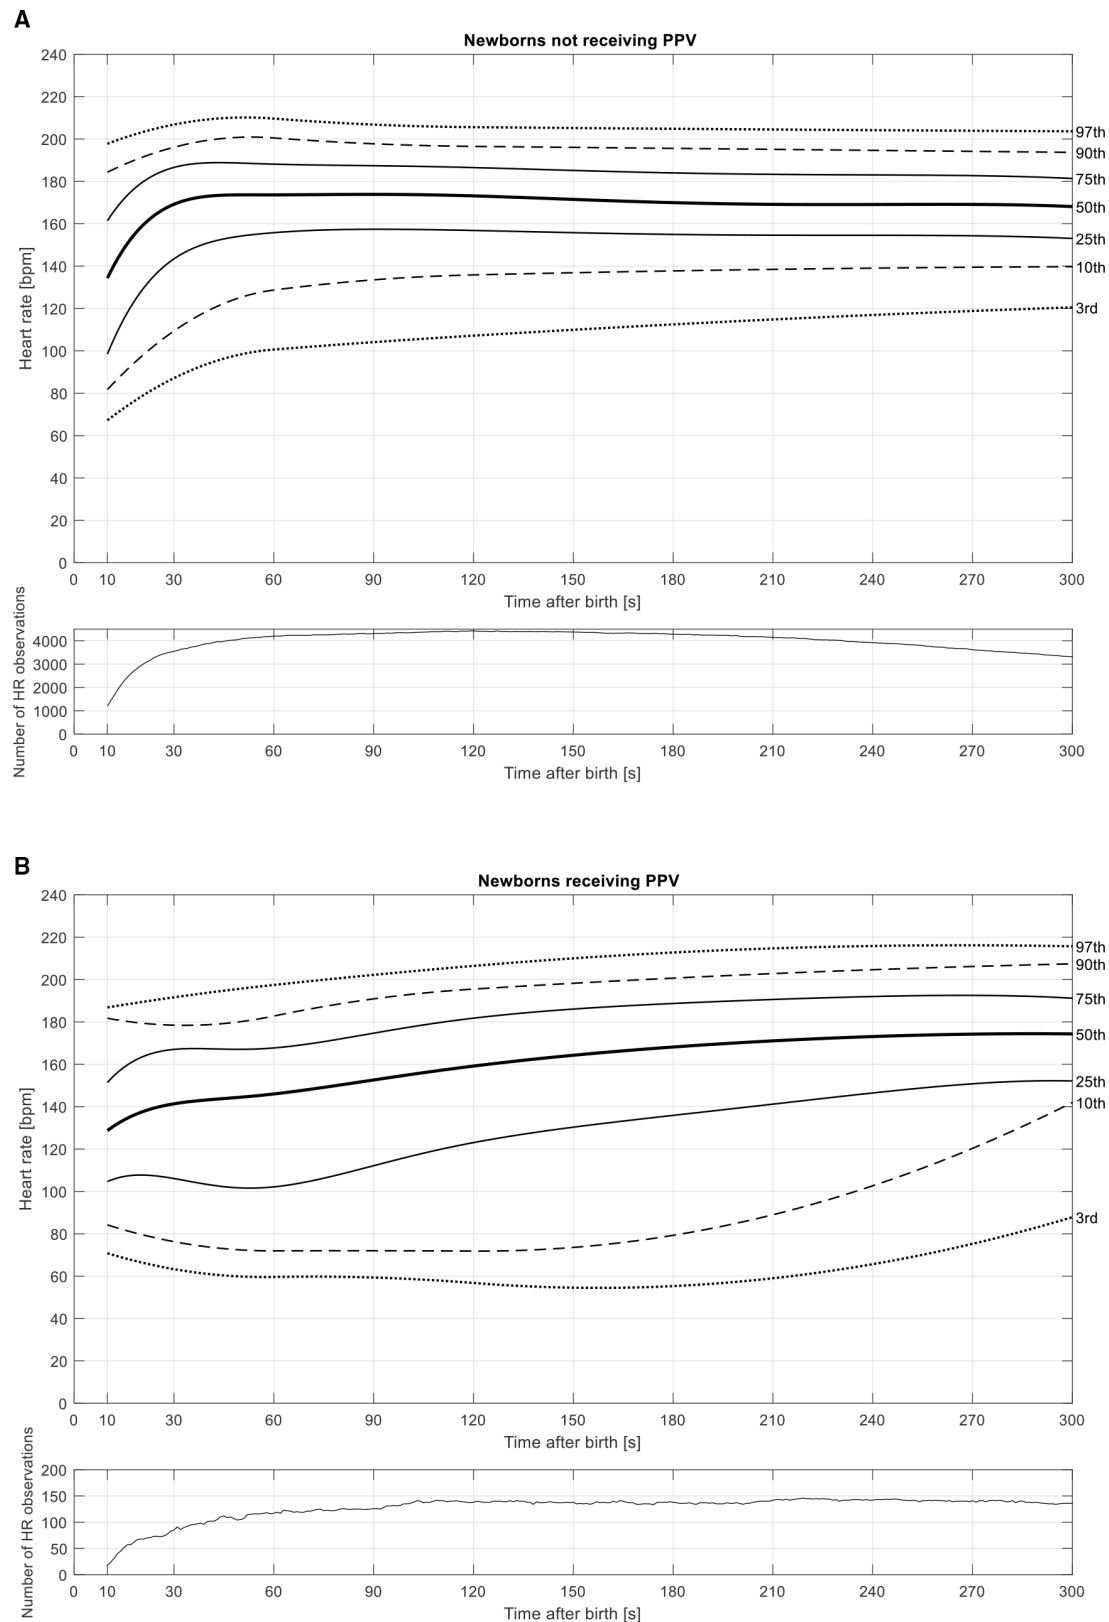 A
Newborns not receiving PPV
Heart rate [bpm]
240
220
200
180
160
140
120
100
80
60
40
20
0
97th
90th
75th
50th
25th
10th
3rd
0 10 30 60 90 120 150 180 210 240 270 300
Time after birth [s]
Number of HR observations
4000
3000
2000
1000
0
0 10 30 60 90 120 150 180 210 240 270 300
Time after birth [s]
B
Newborns receiving PPV
Heart rate [bpm]
240
220
200
180
160
140
120
100
80
60
40
20
0
97th
90th
75th
50th
25th
10th
3rd
0 10 30 60 90 120 150 180 210 240 270 300
Time after birth [s]
Number of HR observations
200
150
100
50
0
0 10 30 60 90 120 150 180 210 240 270 300
Time after birth [s]